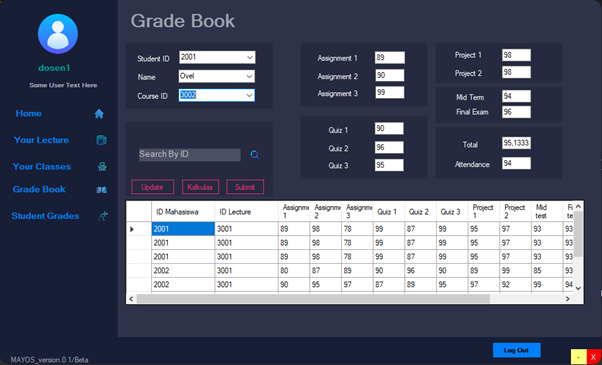 Grade Book
dosen1
Some User Text Here
Home
Your Lecture
Your Classes
Grade Book
Student Grades
MAYOS_version.0.1/Beta
Student ID 2001
Name Ovel
Course ID 3002
Search By ID
Update Kalkulas Submit
Assignment 1 89
Assignment 2 90
Assignment 3 99
Quiz 1 90
Quiz 2 96
Quiz 3 95
Project 1 98
Project 2 98
Mid Term 94
Final Exam 96
Total 95,1333
Attendance 94
ID Mahasiswa ID Lecture Assignm 1 Assignm 2 Assignm 3 Quiz 1 Quiz 2 Quiz 3 Project 1 Project 2 Mid test
2001 3001 89 98 78 99 87 99 95 97 93 93
2001 3001 89 98 78 99 87 99 95 97 93 93
2001 3001 89 98 78 99 87 99 95 97 93 93
2002 3001 80 87 89 90 96 90 89 99 85 93
2002 3001 90 95 97 87 89 95 97 92 99 94
Log Out
- X